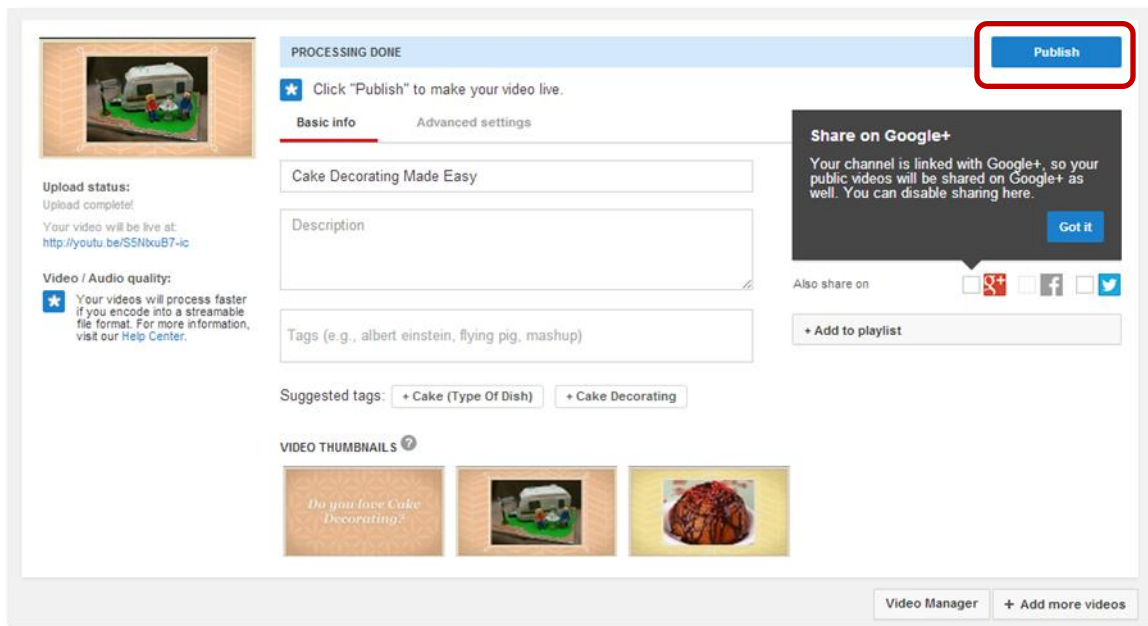 PROCESSING DONE
Publish
Click "Publish" to make your video live.
Basic info
Advanced settings
Cake Decorating Made Easy
Description
Tags (e.g., albert einstein, flying pig, mashup)
Suggested tags:
+ Cake (Type Of Dish)
+ Cake Decorating
VIDEO THUMBNAILS ?
Do you love Cake
Decorating?
Upload status:
Upload complete!
Your video will be live at:
Video / Audio quality:
Your videos will process faster
if you encode into a streamable
file format. For more information,
visit our Help Center.
Share on Google+
Your channel is linked with Google+, so your
public videos will be shared on Google+ as
well. You can disable sharing here.
Got it
Also share on
g+
f
+ Add to playlist
Video Manager
+ Add more videos